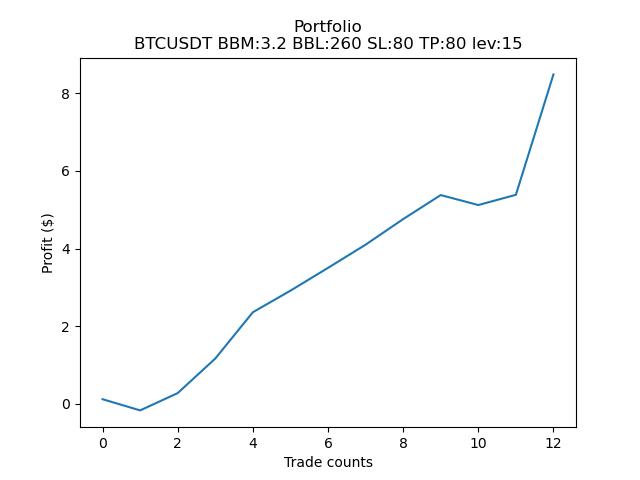 Portfolio
BTCUSDT BBM:3.2 BBL:260 SL:80 TP:80 lev:15
8
6
4
2
0
Profit ($)
0 2 4 6 8 10 12
Trade counts